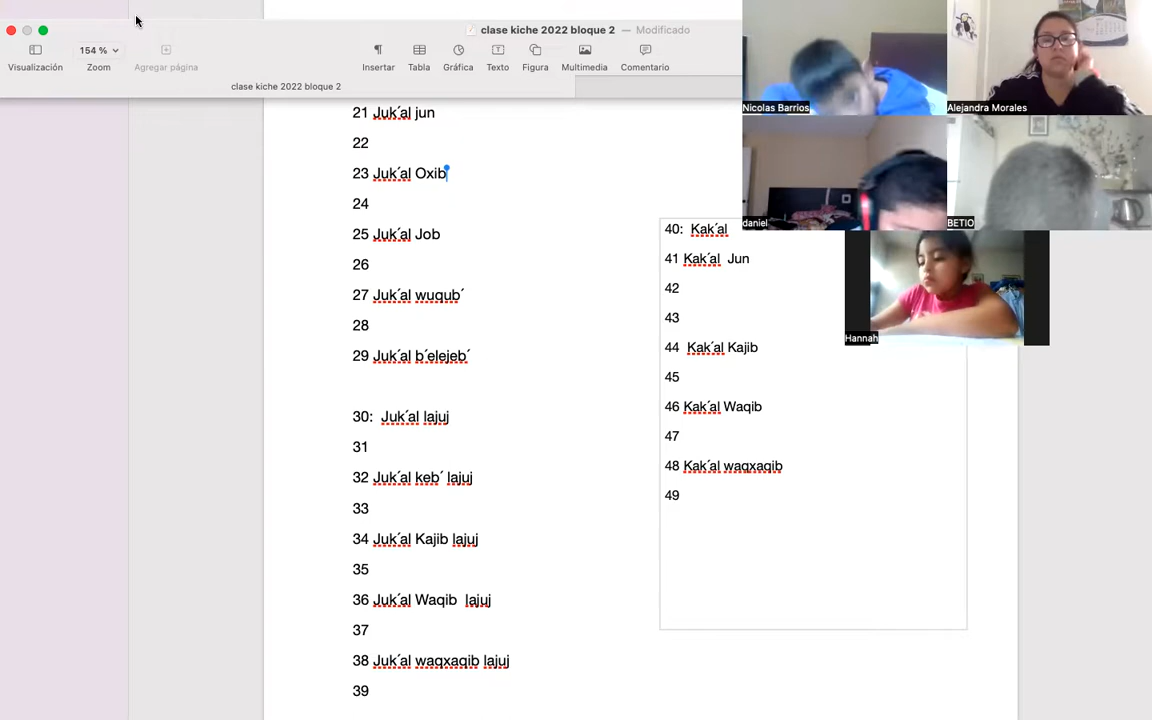 clase kiche 2022 bloque 2 — Modificado
154 %
Visualización Zoom Agregar página Insertar Tabla Gráfica Texto Figura Multimedia Comentario
clase kiche 2022 bloque 2
21 Juk´al jun
22
23 Juk´al Oxib
24
25 Juk´al Job
26
27 Juk´al wuqub´
28
29 Juk´al b´elejeb´
30: Juk´al lajuj
31
32 Juk´al keb´ lajuj
33
34 Juk´al Kajib lajuj
35
36 Juk´al Waqib lajuj
37
38 Juk´al waqxaqib lajuj
39
40: Kak´al
41 Kak´al Jun
42
43
44 Kak´al Kajib
45
46 Kak´al Waqib
47
48 Kak´al waqxaqib
49
Nicolas Barrios
Alejandra Morales
daniel
BETIO
Hannah